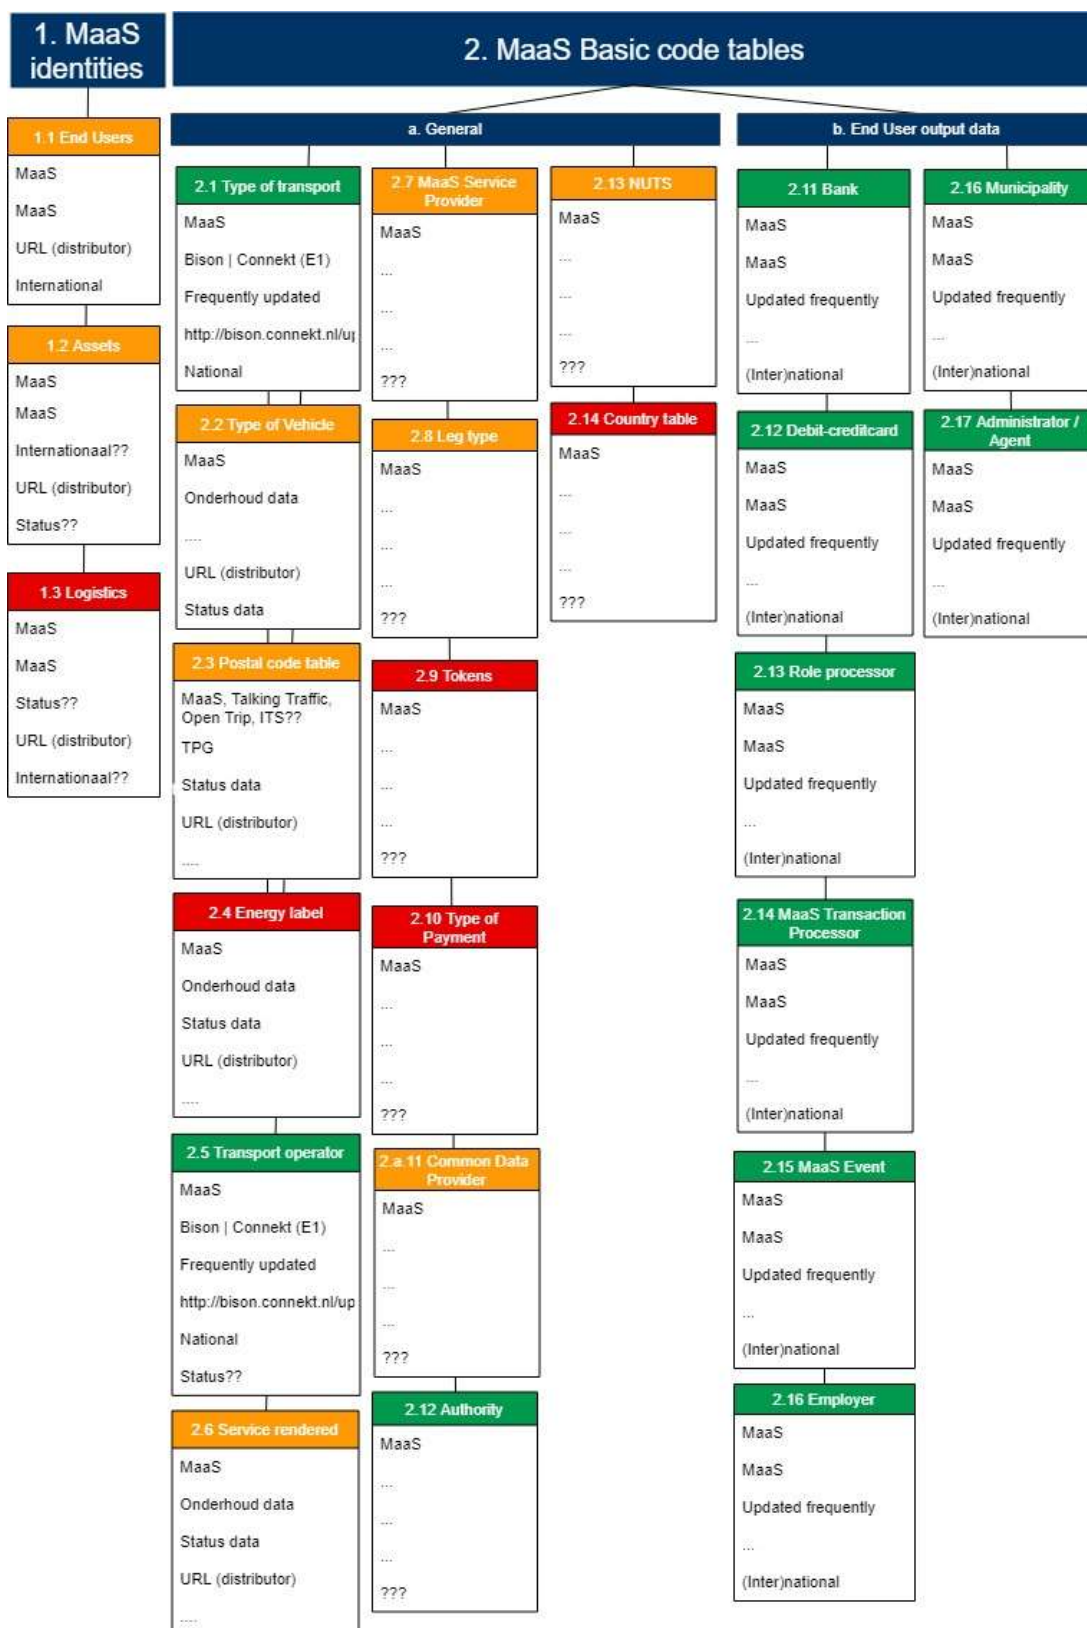 1. MaaS
identities
2. MaaS Basic code tables
1.1 End Users
MaaS
MaaS
URL (distributor)
International
1.2 Assets
MaaS
MaaS
Internationaal??
URL (distributor)
Status??
1.3 Logistics
MaaS
MaaS
Status??
URL (distributor)
Internationaal??
a. General
2.1 Type of transport
MaaS
Bison | Connekt (E1)
Frequently updated
http://bison.connekt.nl/up
National
2.2 Type of Vehicle
MaaS
Onderhoud data
....
URL (distributor)
Status data
2.3 Postal code table
MaaS, Talking Traffic,
Open Trip, ITS??
TPG
Status data
URL (distributor)
....
2.4 Energy label
MaaS
Onderhoud data
Status data
URL (distributor)
....
2.5 Transport operator
MaaS
Bison | Connekt (E1)
Frequently updated
http://bison.connekt.nl/up
National
Status??
2.6 Service rendered
MaaS
Onderhoud data
Status data
URL (distributor)
....
2.7 MaaS Service
Provider
MaaS
...
...
...
???
2.8 Leg type
MaaS
...
...
...
???
2.9 Tokens
MaaS
...
...
...
???
2.10 Type of
Payment
MaaS
...
...
...
???
2.a.11 Common Data
Provider
MaaS
...
...
...
???
2.12 Authority
MaaS
...
...
...
???
2.13 NUTS
MaaS
...
...
...
???
2.14 Country table
MaaS
...
...
...
???
b. End User output data
2.11 Bank
MaaS
MaaS
Updated frequently
...
(Inter)national
2.12 Debit-creditcard
MaaS
MaaS
Updated frequently
...
(Inter)national
2.13 Role processor
MaaS
MaaS
Updated frequently
...
(Inter)national
2.14 MaaS Transaction
Processor
MaaS
MaaS
Updated frequently
...
(Inter)national
2.15 MaaS Event
MaaS
MaaS
Updated frequently
...
(Inter)national
2.16 Employer
MaaS
MaaS
Updated frequently
...
(Inter)national
2.16 Municipality
MaaS
MaaS
Updated frequently
...
(Inter)national
2.17 Administrator /
Agent
MaaS
MaaS
Updated frequently
...
(Inter)national